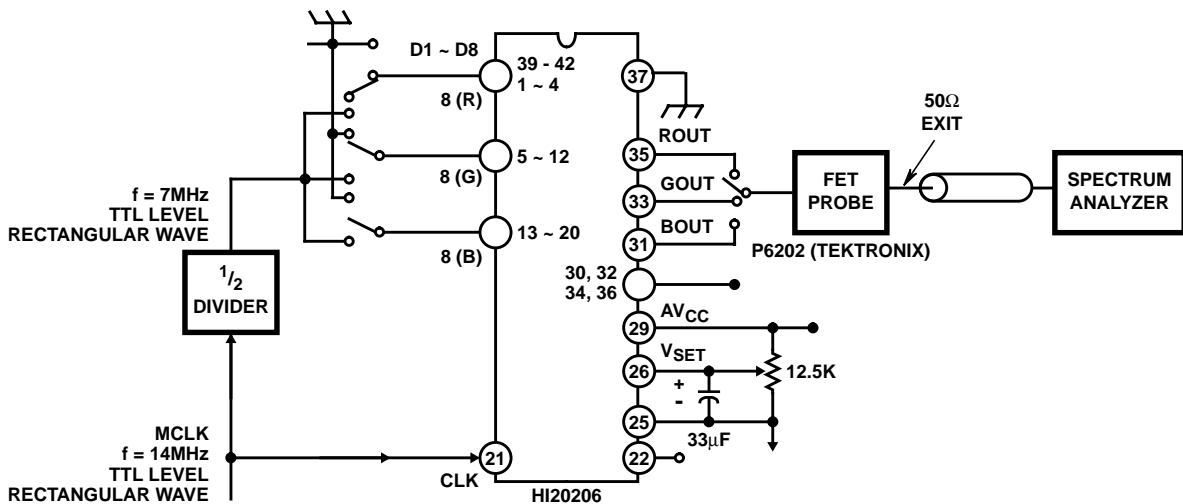 D1 ~ D8
39 - 42
1 ~ 4
8 (R)
5 ~ 12
8 (G)
13 ~ 20
8 (B)
f = 7MHz
TTL LEVEL
RECTANGULAR WAVE
1/2
DIVIDER
MCLK
f = 14MHz
TTL LEVEL
RECTANGULAR WAVE
21
CLK
HI20206
37
ROUT
35
GOUT
33
BOUT
31
30, 32
34, 36
AVCC
29
VSET
26
+
-
12.5K
25
33μF
22
FET
PROBE
P6202 (TEKTRONIX)
50Ω
EXIT
SPECTRUM
ANALYZER